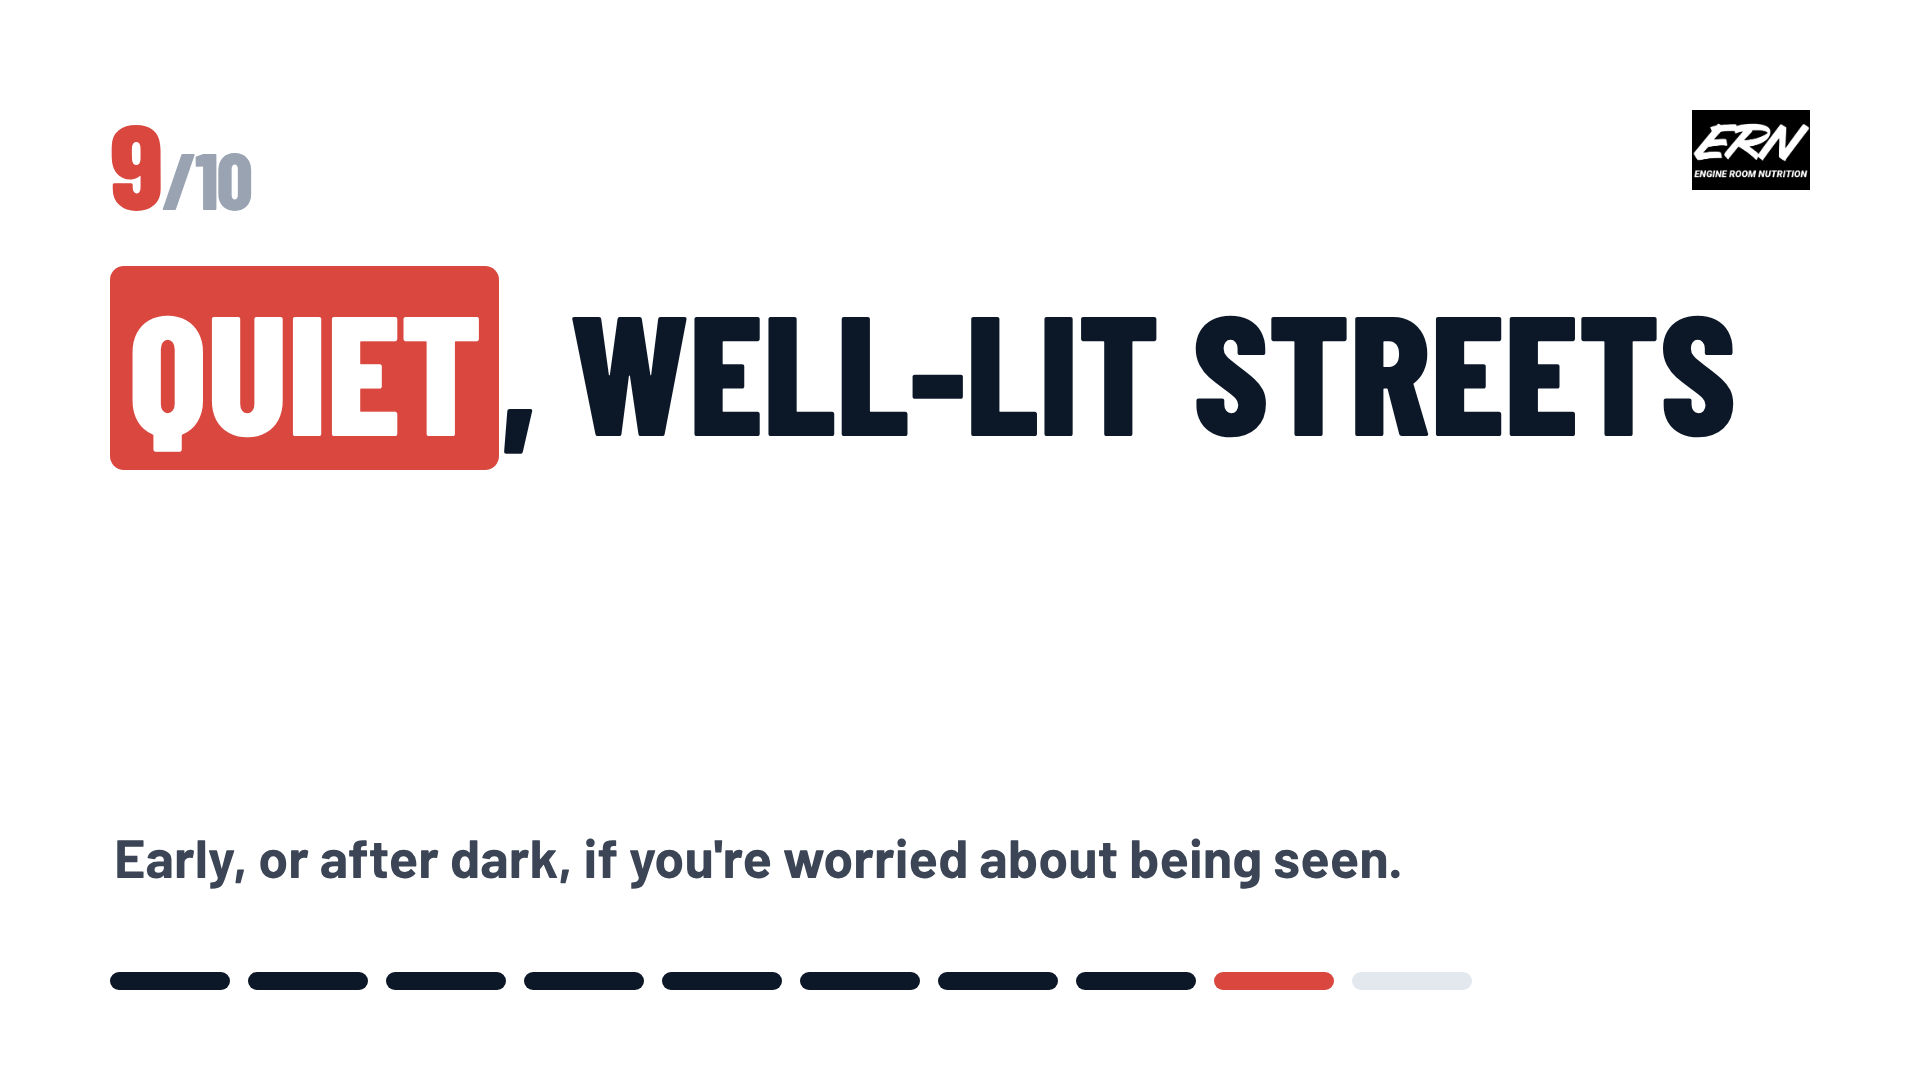 9/10
ERN
ENGINE ROOM NUTRITION
QUIET, WELL-LIT STREETS
Early, or after dark, if you're worried about being seen.